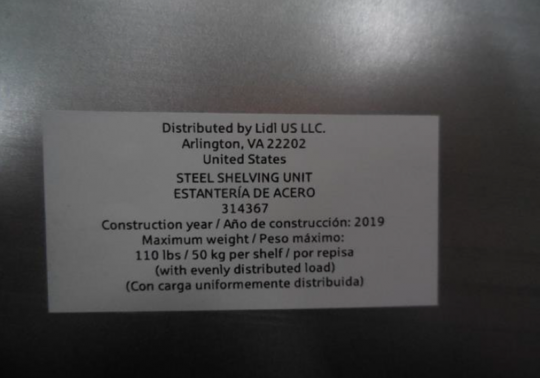 Distributed by Lidl US LLC.
Arlington, VA 22202
United States
STEEL SHELVING UNIT
ESTANTERÍA DE ACERO
314367
Construction year / Año de construcción: 2019
Maximum weight / Peso máximo:
110 lbs / 50 kg per shelf / por repisa
(with evenly distributed load)
(Con carga uniformemente distribuida)